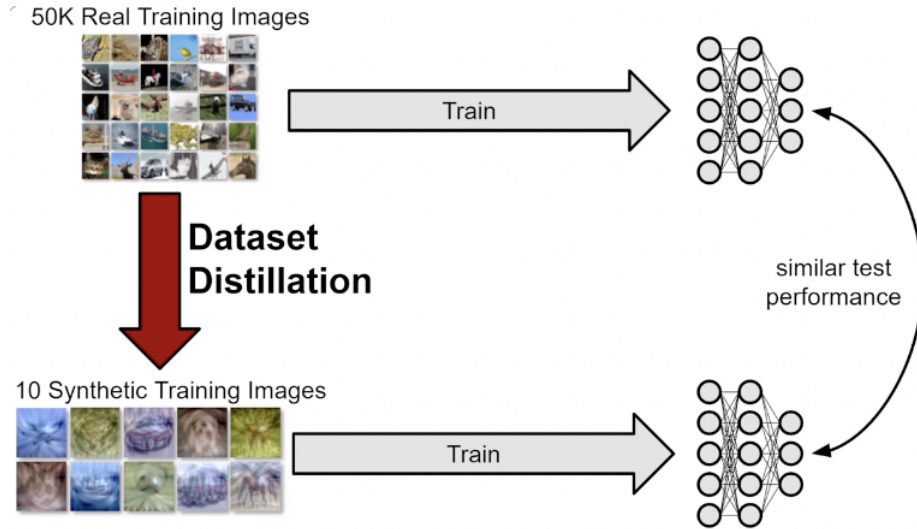 50K Real Training Images
Train
Dataset
Distillation
similar test
performance
10 Synthetic Training Images
Train